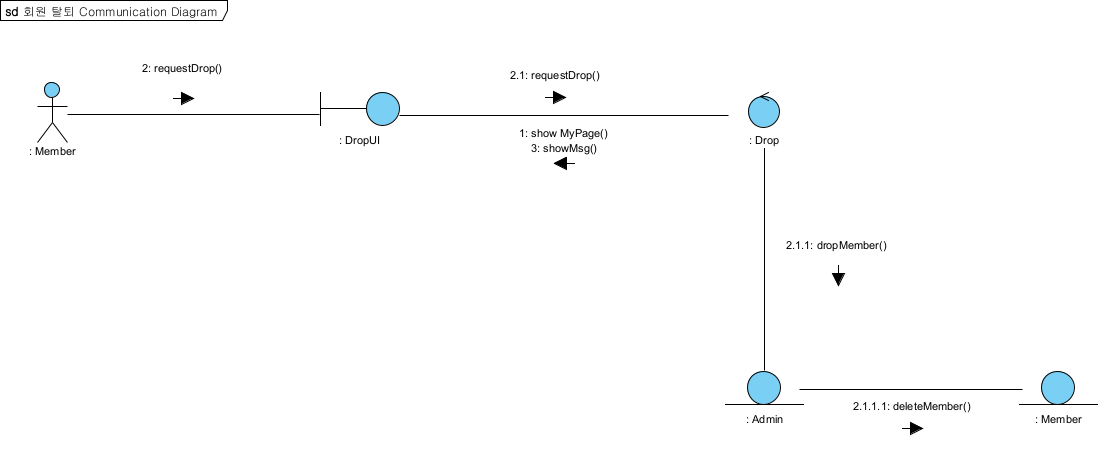 sd 회원 탈퇴 Communication Diagram
2: requestDrop()
2.1: requestDrop()
1: show MyPage()
3: showMsg()
: Member
: DropUI
: Drop
2.1.1: dropMember()
2.1.1.1: deleteMember()
: Admin
: Member